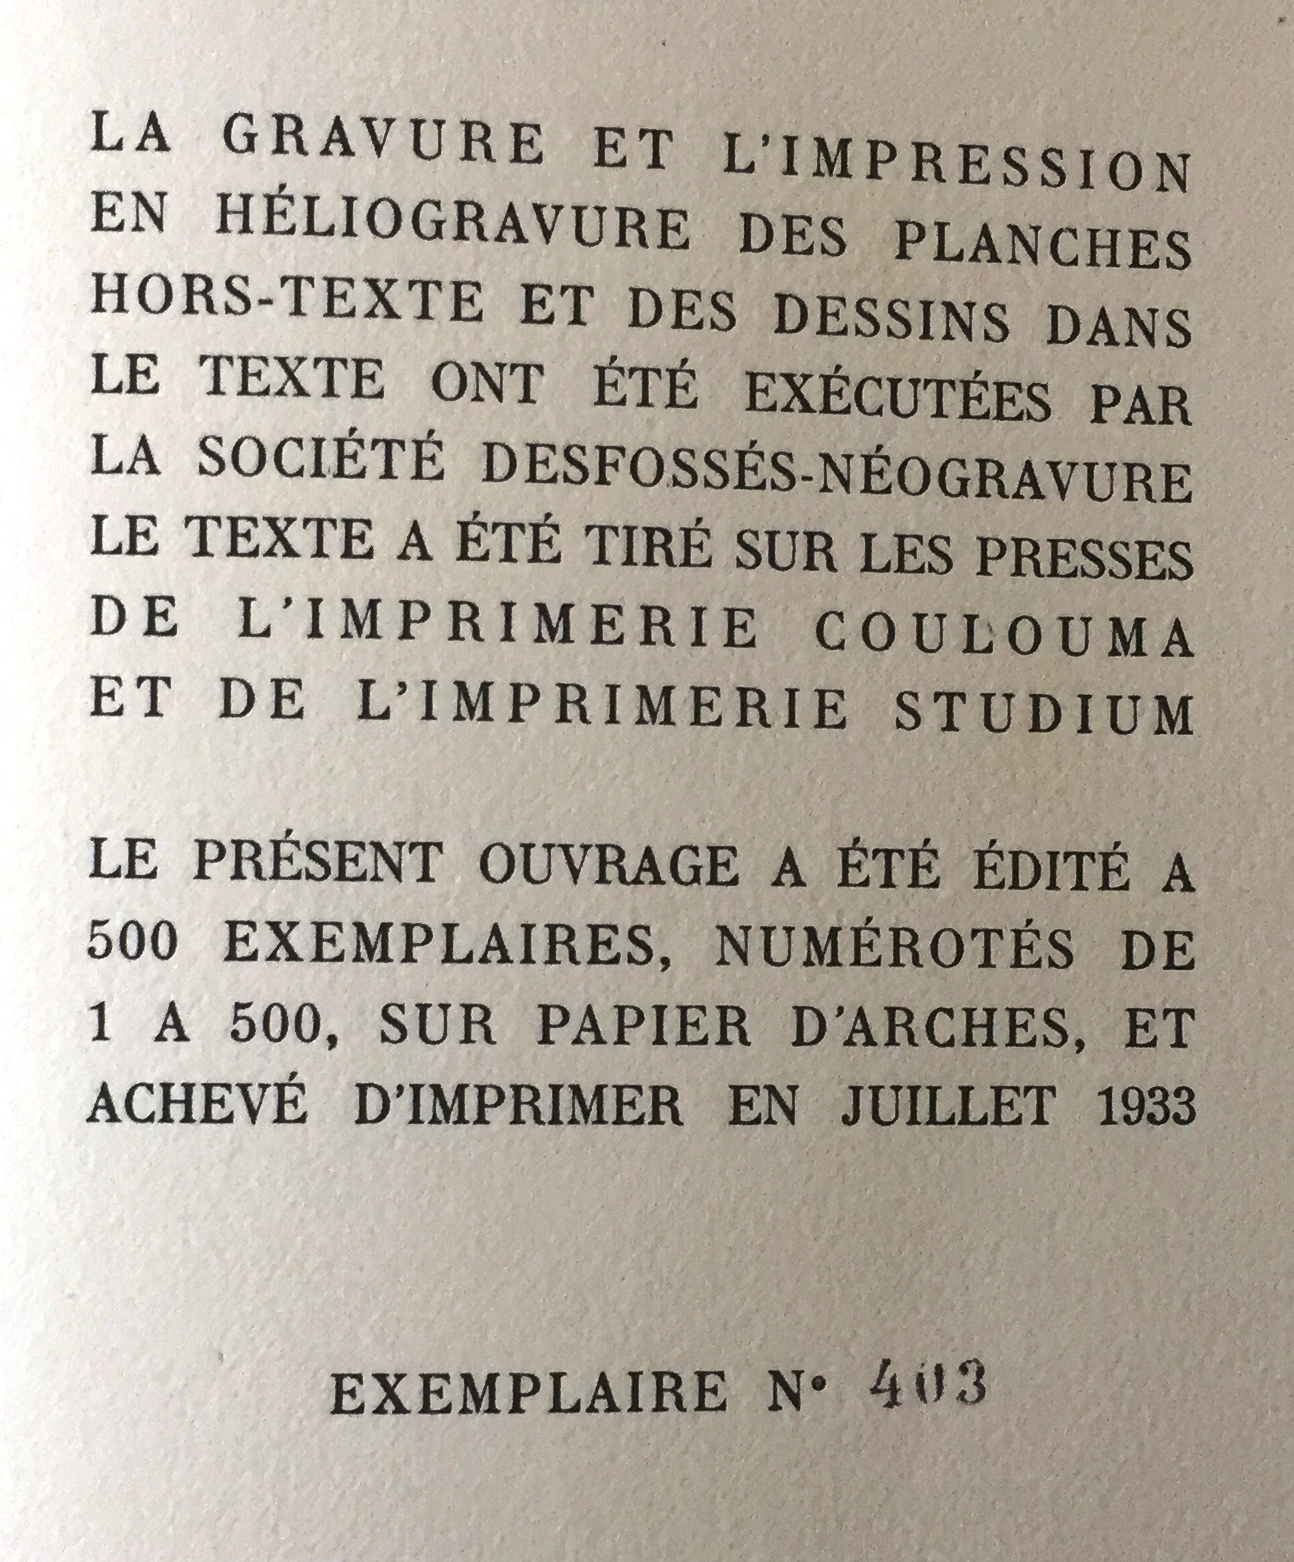 LA GRAVURE ET L'IMPRESSION
EN HÉLIOGRAVURE DES PLANCHES
HORS-TEXTE ET DES DESSINS DANS
LE TEXTE ONT ÉTÉ EXÉCUTÉES PAR
LA SOCIÉTÉ DESFOSSÉS-NÉOGRAVURE
LE TEXTE A ÉTÉ TIRÉ SUR LES PRESSES
DE L'IMPRIMERIE COULOUMA
ET DE L'IMPRIMERIE STUDIUM
LE PRÉSENT OUVRAGE A ÉTÉ ÉDITÉ A
500 EXEMPLAIRES, NUMÉROTÉS DE
1 A 500, SUR PAPIER D'ARCHES, ET
ACHEVÉ D'IMPRIMER EN JUILLET 1933
EXEMPLAIRE N° 403